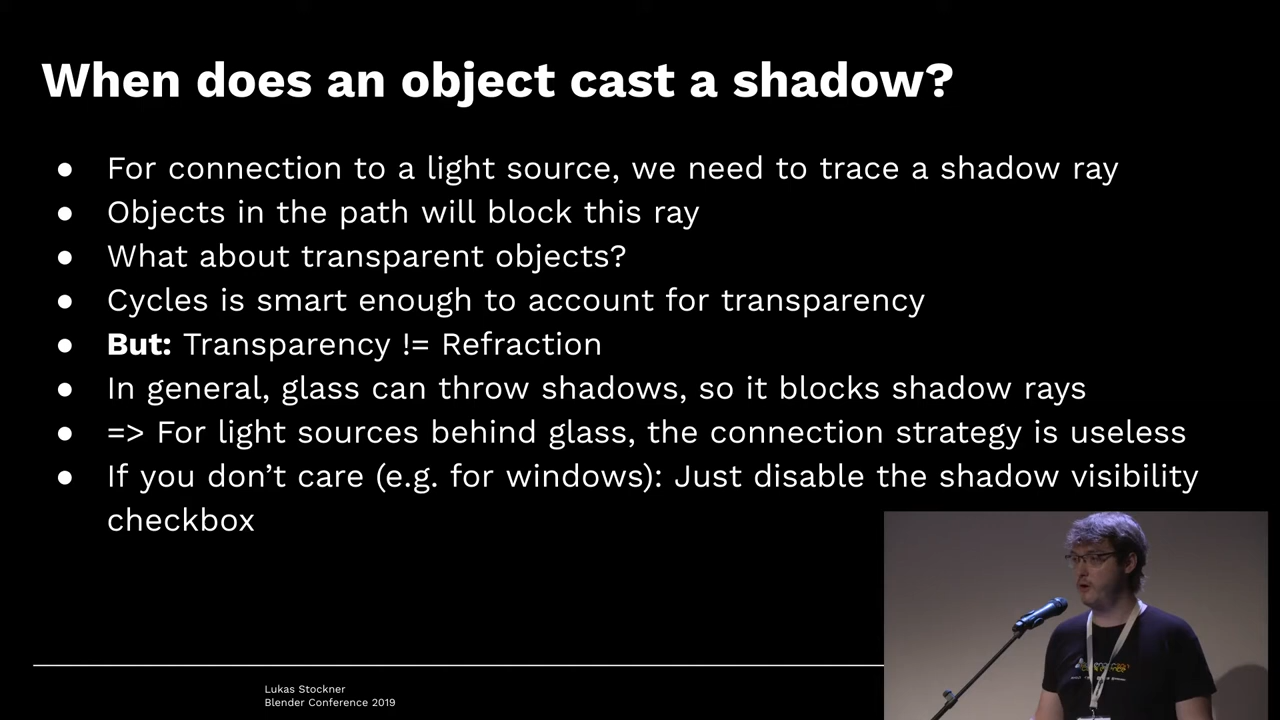 When does an object cast a shadow?
● For connection to a light source, we need to trace a shadow ray
● Objects in the path will block this ray
● What about transparent objects?
● Cycles is smart enough to account for transparency
● But: Transparency != Refraction
● In general, glass can throw shadows, so it blocks shadow rays
● => For light sources behind glass, the connection strategy is useless
● If you don’t care (e.g. for windows): Just disable the shadow visibility
checkbox
Lukas Stockner
Blender Conference 2019